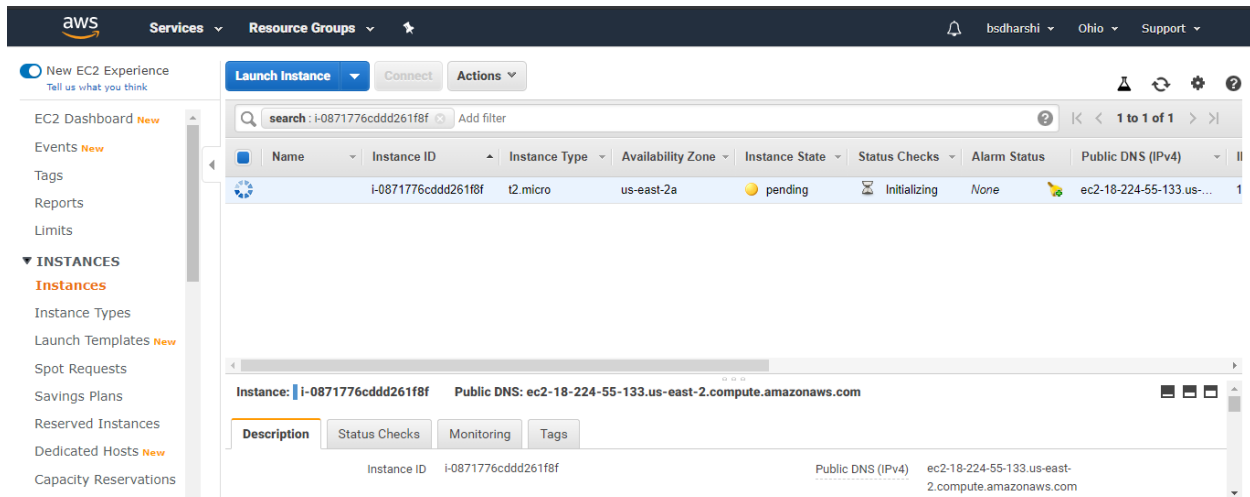 aws Services Resource Groups bsdharshi Ohio Support
New EC2 Experience
Tell us what you think
EC2 Dashboard New
Events New
Tags
Reports
Limits
INSTANCES
Instances
Instance Types
Launch Templates New
Spot Requests
Savings Plans
Reserved Instances
Dedicated Hosts New
Capacity Reservations
Launch Instance Connect Actions
search : i-0871776cddd261f8f Add filter 1 to 1 of 1
Name Instance ID Instance Type Availability Zone Instance State Status Checks Alarm Status Public DNS (IPv4)
i-0871776cddd261f8f t2.micro us-east-2a pending Initializing None ec2-18-224-55-133.us-... 1
Instance: i-0871776cddd261f8f Public DNS: ec2-18-224-55-133.us-east-2.compute.amazonaws.com
Description Status Checks Monitoring Tags
Instance ID i-0871776cddd261f8f Public DNS (IPv4) ec2-18-224-55-133.us-east-
2.compute.amazonaws.com